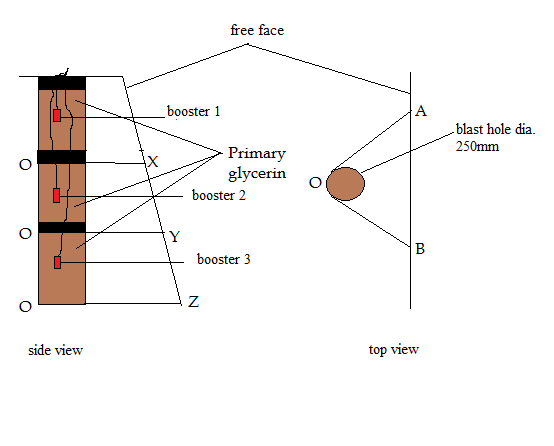 free face
booster 1
A
blast hole dia.
250mm
O
X
Primary
glycerin
O
booster 2
O
Y
B
booster 3
O
Z
side view
top view